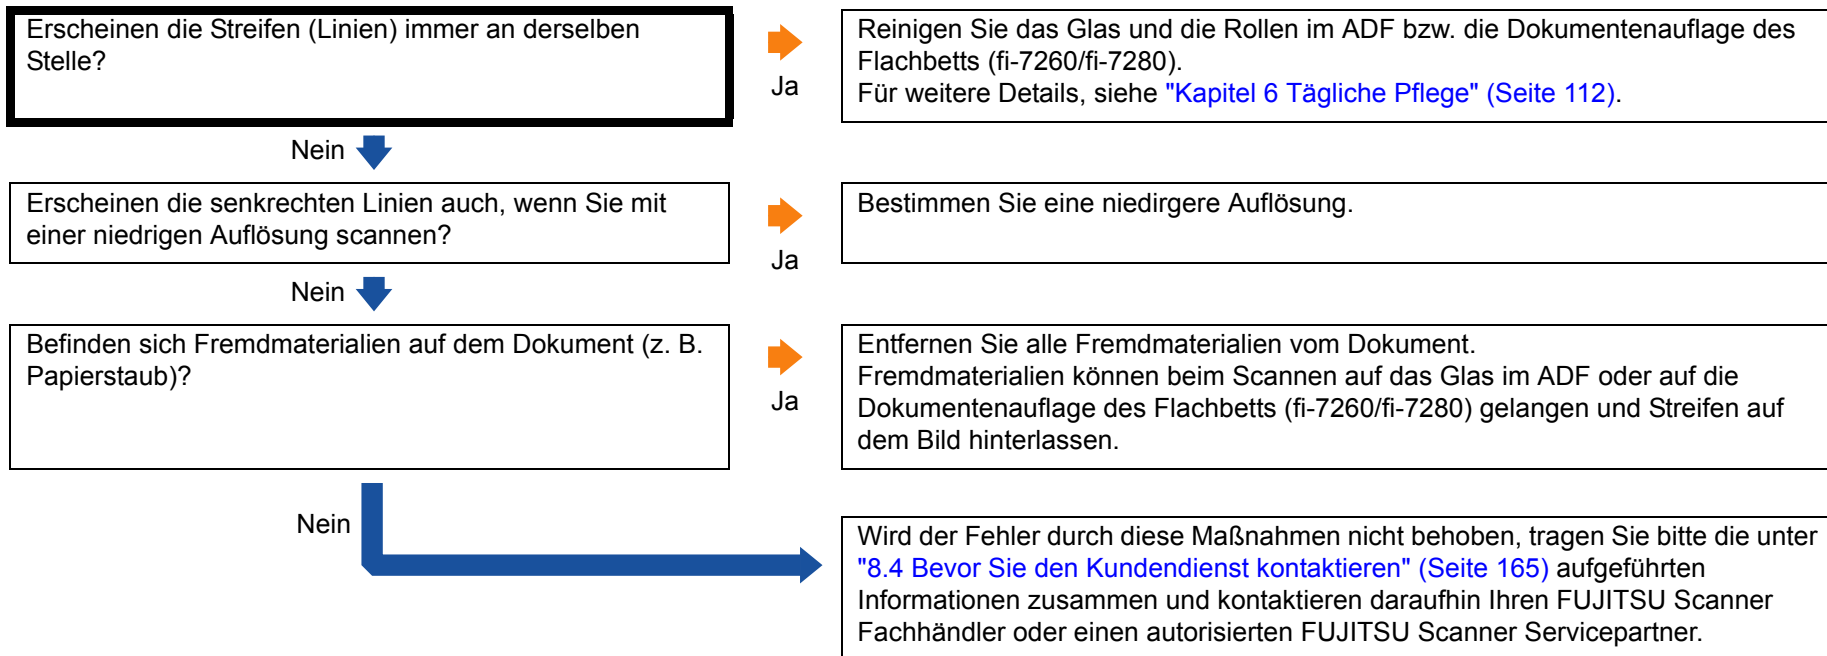 Erscheinen die Streifen (Linien) immer an derselben
Stelle?
Ja
Reinigen Sie das Glas und die Rollen im ADF bzw. die Dokumentenauflage des
Flachbetts (fi-7260/fi-7280).
Für weitere Details, siehe "Kapitel 6 Tägliche Pflege" (Seite 112).
Nein
Erscheinen die senkrechten Linien auch, wenn Sie mit
einer niedrigen Auflösung scannen?
Ja
Bestimmen Sie eine niedirgere Auflösung.
Nein
Befinden sich Fremdmaterialien auf dem Dokument (z. B.
Papierstaub)?
Ja
Entfernen Sie alle Fremdmaterialien vom Dokument.
Fremdmaterialien können beim Scannen auf das Glas im ADF oder auf die
Dokumentenauflage des Flachbetts (fi-7260/fi-7280) gelangen und Streifen auf
dem Bild hinterlassen.
Nein
Wird der Fehler durch diese Maßnahmen nicht behoben, tragen Sie bitte die unter
"8.4 Bevor Sie den Kundendienst kontaktieren" (Seite 165) aufgeführten
Informationen zusammen und kontaktieren daraufhin Ihren FUJITSU Scanner
Fachhändler oder einen autorisierten FUJITSU Scanner Servicepartner.